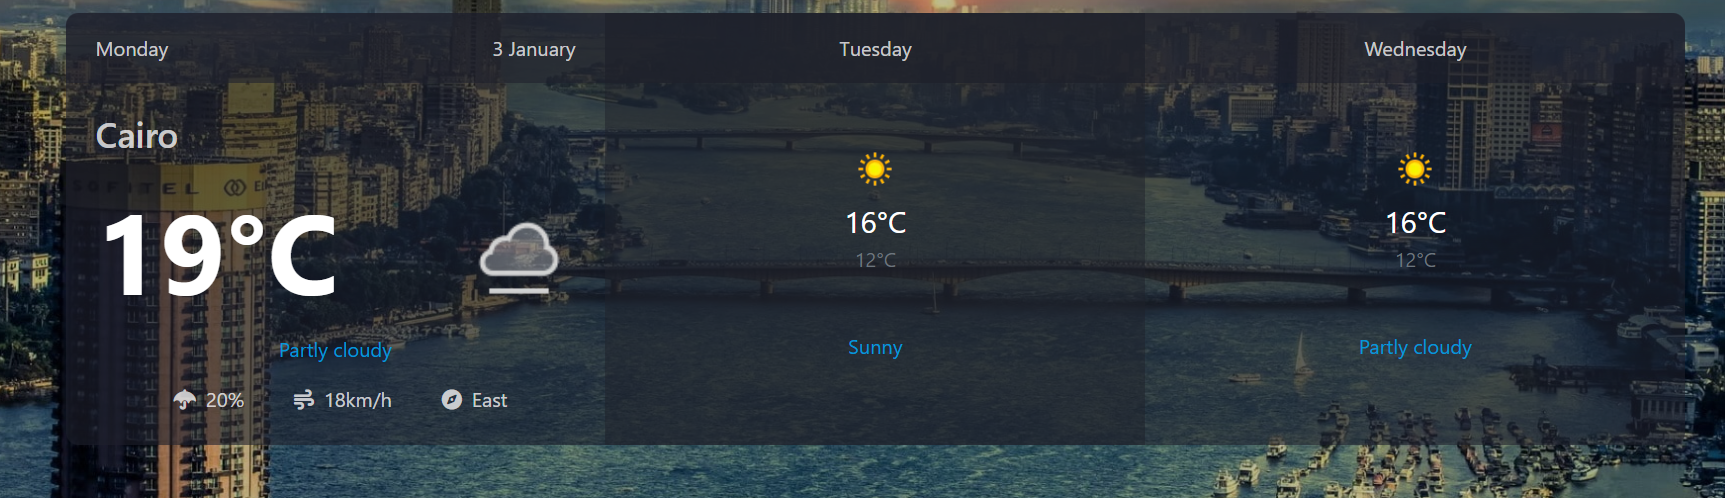 Monday
3 January
Cairo
SOFITEL
19°C
Partly cloudy
20%
18km/h
East
Tuesday
16°C
12°C
Sunny
Wednesday
16°C
12°C
Partly cloudy